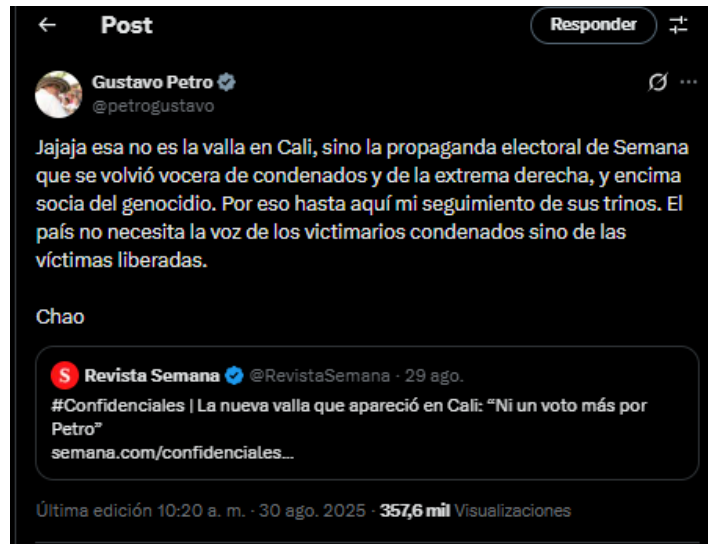 Post
Responder
Gustavo Petro
@petrogustavo
Jajaja esa no es la valla en Cali, sino la propaganda electoral de Semana
que se volvió vocera de condenados y de la extrema derecha, y encima
socia del genocidio. Por eso hasta aquí mi seguimiento de sus trinos. El
país no necesita la voz de los victimarios condenados sino de las
víctimas liberadas.
Chao
S Revista Semana @RevistaSemana · 29 ago.
#Confidenciales | La nueva valla que apareció en Cali: “Ni un voto más por
Petro”
semana.com/confidenciales...
Última edición 10:20 a. m. · 30 ago. 2025 · 357,6 mil Visualizaciones